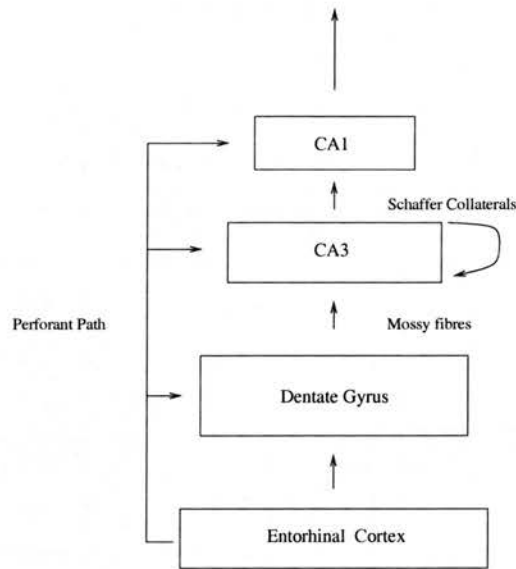 CA1
Schaffer Collaterals
CA3
Perforant Path
Mossy fibres
Dentate Gyrus
Entorhinal Cortex